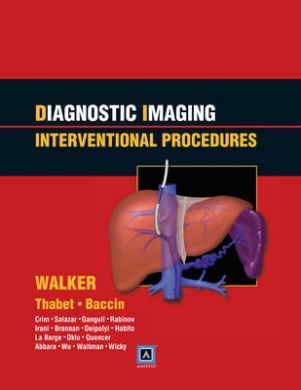 DIAGNOSTIC IMAGING
INTERVENTIONAL PROCEDURES
WALKER
Thabet • Baccin
Crim • Salazar • Ganguli • Rabinov
Irani • Brannan • Deipolyi • Habito
La Barge • Oklu • Quencer
Abbara • Wu • Waltman • Wicky
AMIRSYS